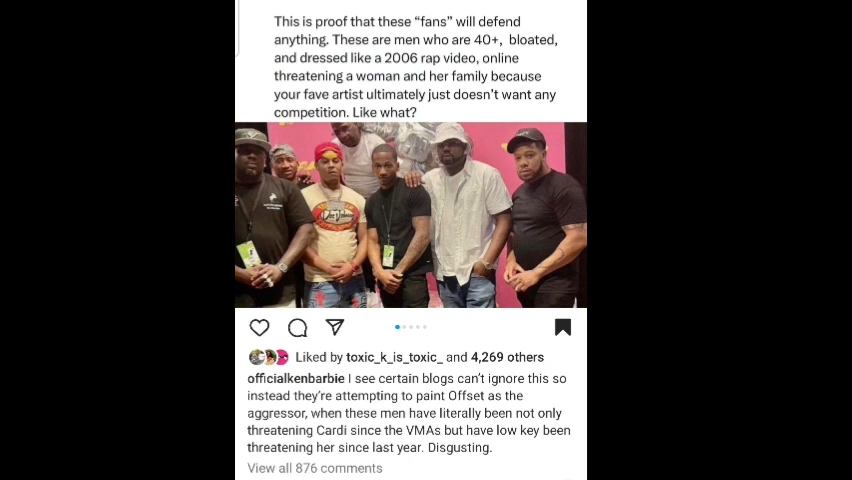 This is proof that these “fans” will defend
anything. These are men who are 40+, bloated,
and dressed like a 2006 rap video, online
threatening a woman and her family because
your fave artist ultimately just doesn’t want any
competition. Like what?
Liked by toxic_k_is_toxic_ and 4,269 others
officialkenbarbie I see certain blogs can’t ignore this so
instead they’re attempting to paint Offset as the
aggressor, when these men have literally been not only
threatening Cardi since the VMAs but have low key been
threatening her since last year. Disgusting.
View all 876 comments